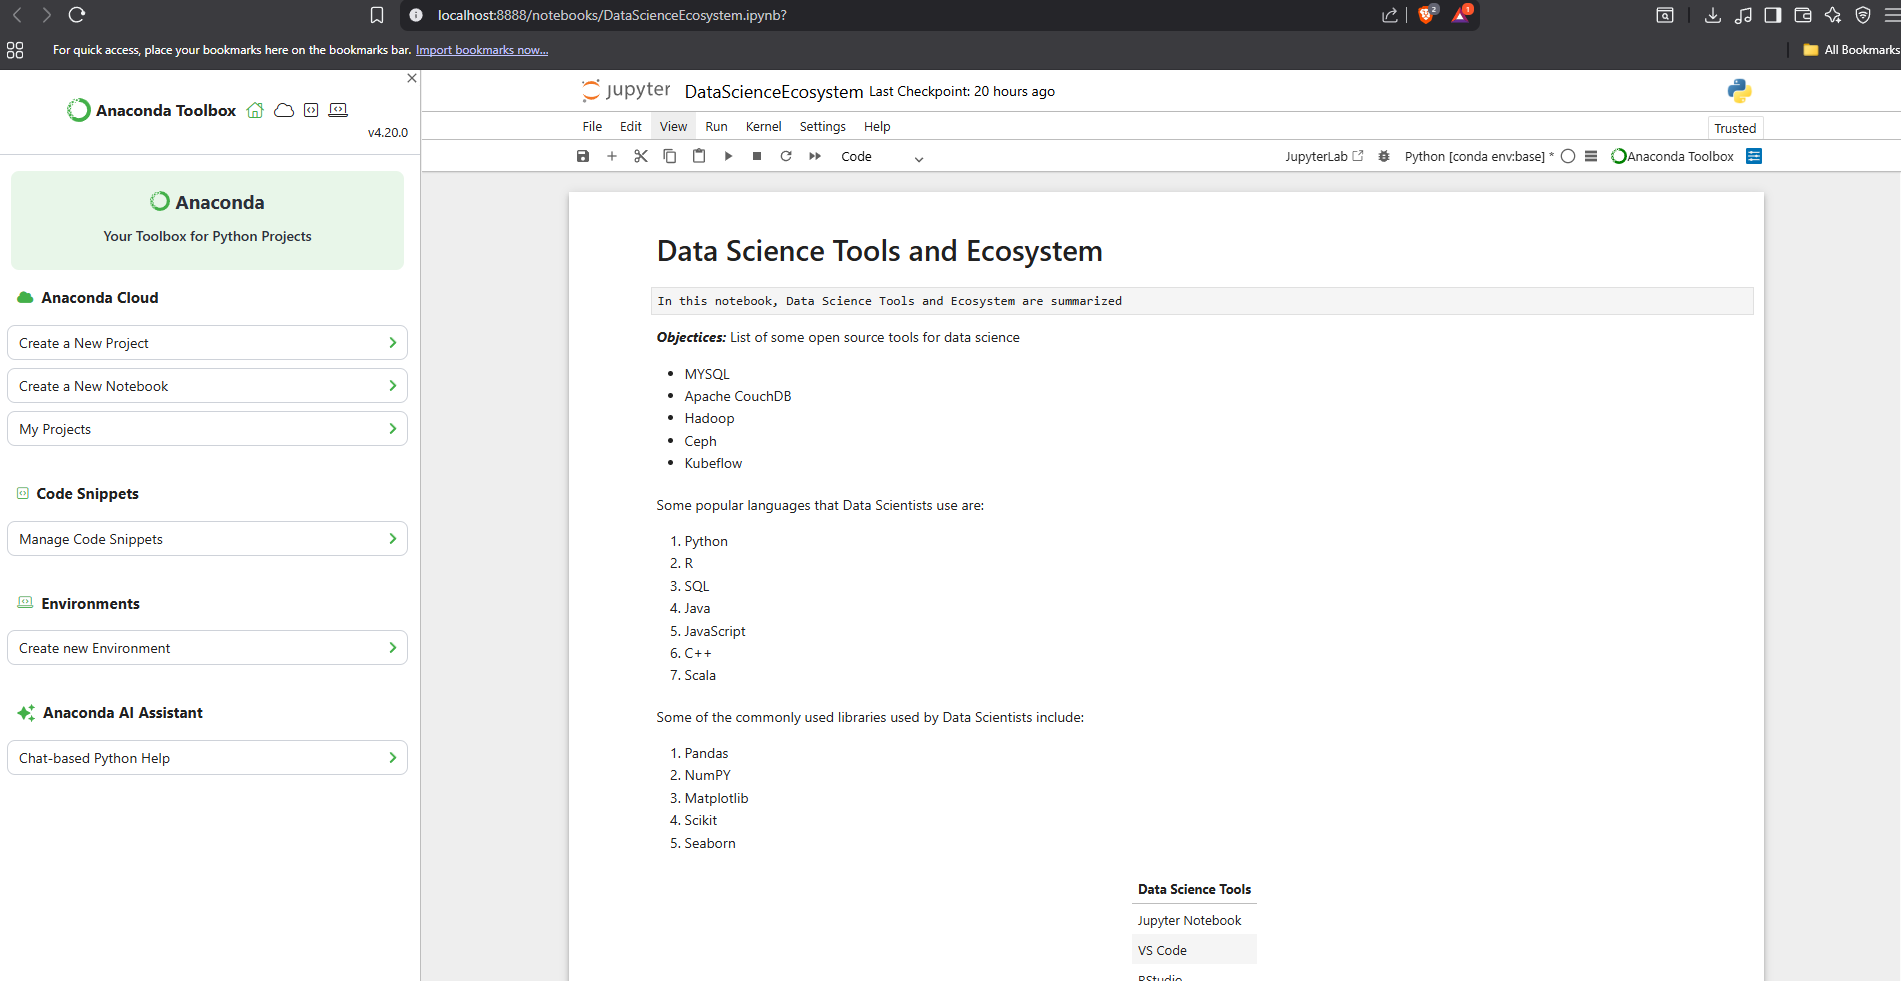 localhost:8888/notebooks/DataScienceEcosystem.ipynb?
2
1
For quick access, place your bookmarks here on the bookmarks bar. Import bookmarks now...
All Bookmarks
Anaconda Toolbox
v4.20.0
Anaconda
Your Toolbox for Python Projects
Anaconda Cloud
Create a New Project
Create a New Notebook
My Projects
Code Snippets
Manage Code Snippets
Environments
Create new Environment
Anaconda AI Assistant
Chat-based Python Help
jupyter DataScienceEcosystem Last Checkpoint: 20 hours ago
File Edit View Run Kernel Settings Help
Trusted
Code
JupyterLab
Python [conda env:base] *
Anaconda Toolbox
Data Science Tools and Ecosystem
In this notebook, Data Science Tools and Ecosystem are summarized
Objectices: List of some open source tools for data science
• MYSQL
• Apache CouchDB
• Hadoop
• Ceph
• Kubeflow
Some popular languages that Data Scientists use are:
1. Python
2. R
3. SQL
4. Java
5. JavaScript
6. C++
7. Scala
Some of the commonly used libraries used by Data Scientists include:
1. Pandas
2. NumPY
3. Matplotlib
4. Scikit
5. Seaborn
Data Science Tools
Jupyter Notebook
VS Code
RStudio